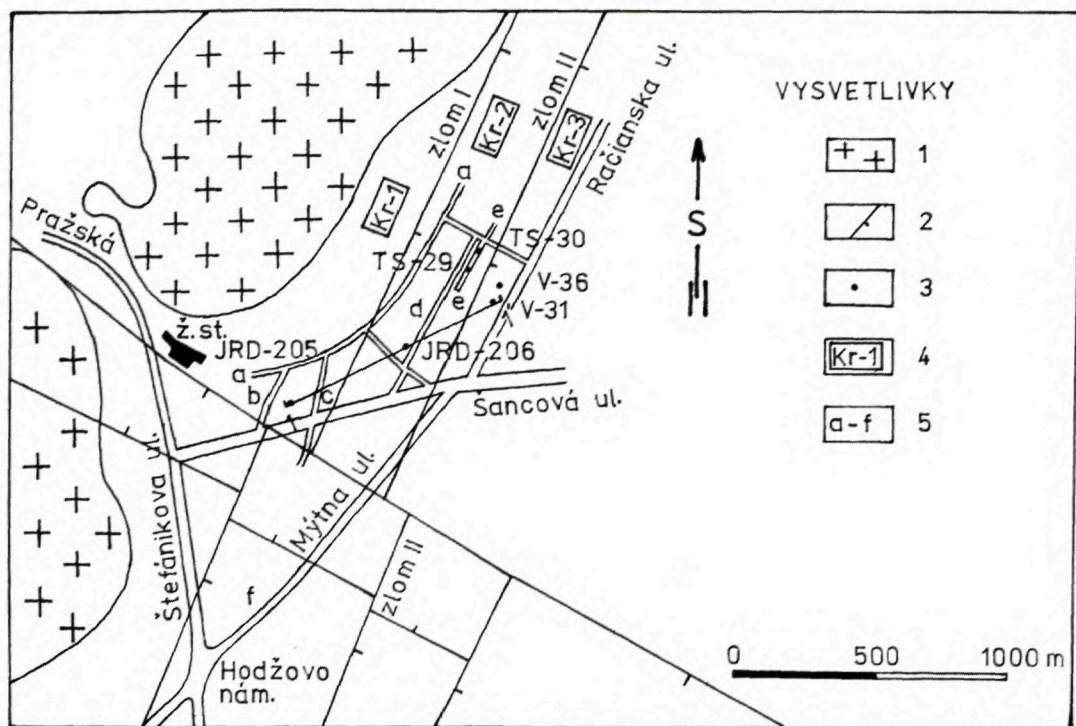 zlom I
Kr-2
zlom II
Kr-3
Račianska ul.
Kr-1
a
e
TS-30
TS-29
e
V-36
V-31
d
Pražská
ž.st.
JRD-205
JRD-206
a
b
c
Šancová ul.
Štefánikova ul.
Mýtna ul.
zlom II
f
Hodžovo
nám.
VYSVETLIVKY
1
2
3
Kr-1 4
a-f 5
S
0 500 1000 m